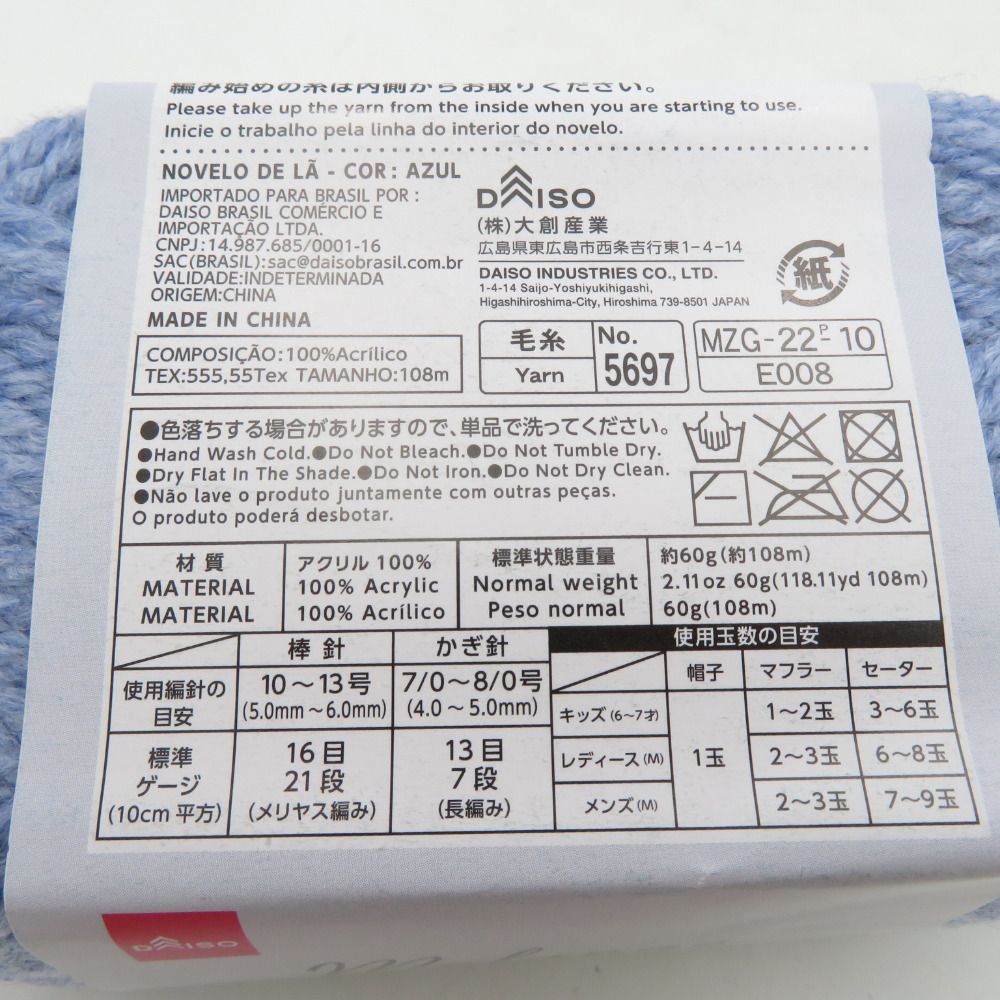 編み始めの糸は内側からお取りください。
Please take up the yarn from the inside when you are starting to use.
Inicie o trabalho pela linha do interior do novelo.
NOVELO DE LÃ - COR: AZUL
IMPORTADO PARA BRASIL POR :
DAISO BRASIL COMÉRCIO E
IMPORTAÇÃO LTDA.
CNPJ:14.987.685/0001-16
SAC(BRASIL):sac@daisobrasil.com.br
VALIDADE:INDETERMINADA
ORIGEM:CHINA
MADE IN CHINA
DAISO
(株)大創産業
広島県東広島市西条吉行東1-4-14
DAISO INDUSTRIES CO., LTD.
1-4-14 Saijo-Yoshiyukihigashi,
Higashihiroshima-City, Hiroshima 739-8501 JAPAN
紙
COMPOSIÇÃO:100%Acrílico
TEX:555,55Tex TAMANHO:108m
毛糸
Yarn
No.
5697
MZG-22 P- 10
E008
●色落ちする場合がありますので、単品で洗ってください。
●Hand Wash Cold.●Do Not Bleach.●Do Not Tumble Dry.
●Dry Flat In The Shade.●Do Not Iron.●Do Not Dry Clean.
●Não lave o produto juntamente com outras peças.
O produto poderá desbotar.
材質
MATERIAL
MATERIAL
アクリル 100%
100% Acrylic
100% Acrílico
標準状態重量
Normal weight
Peso normal
約60g(約108m)
2.11oz 60g(118.11yd 108m)
60g(108m)
棒針 かぎ針
使用編針の
目安
10～13号
(5.0mm～6.0mm)
7/0～8/0号
(4.0～5.0mm)
標準
ゲージ
(10cm 平方)
16目
21段
(メリヤス編み)
13目
7段
(長編み)
使用玉数の目安
帽子 マフラー セーター
キッズ(6～7才) 1～2玉 3～6玉
レディース(M) 1玉 2～3玉 6～8玉
メンズ(M) 2～3玉 7～9玉
DAISO